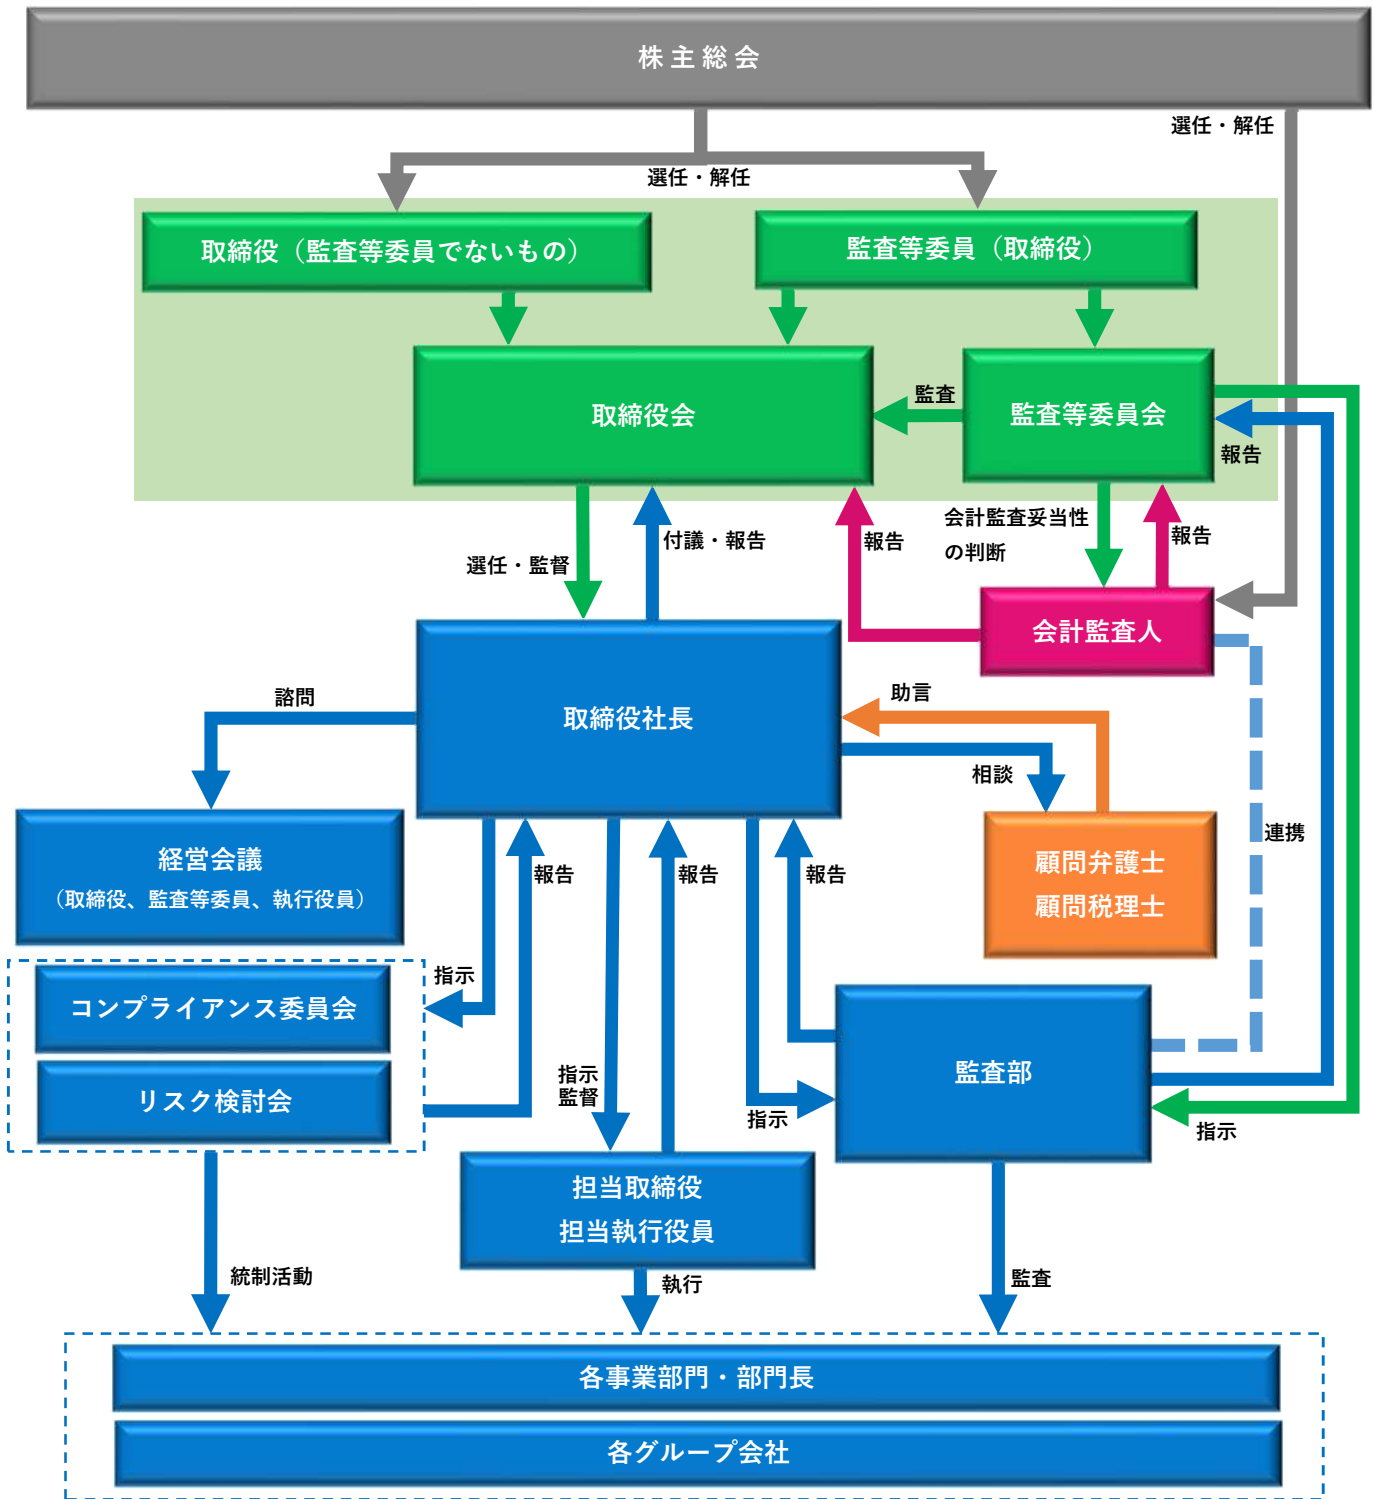 株主総会
選任・解任
選任・解任
取締役（監査等委員でないもの）
監査等委員（取締役）
取締役会
監査
監査等委員会
報告
選任・監督
付議・報告
報告
会計監査妥当性
の判断
報告
会計監査人
諮問
取締役社長
助言
相談
経営会議
（取締役、監査等委員、執行役員）
報告
報告
報告
顧問弁護士
顧問税理士
連携
指示
コンプライアンス委員会
リスク検討会
指示
監督
指示
監査部
指示
担当取締役
担当執行役員
統制活動
執行
監査
各事業部門・部門長
各グループ会社